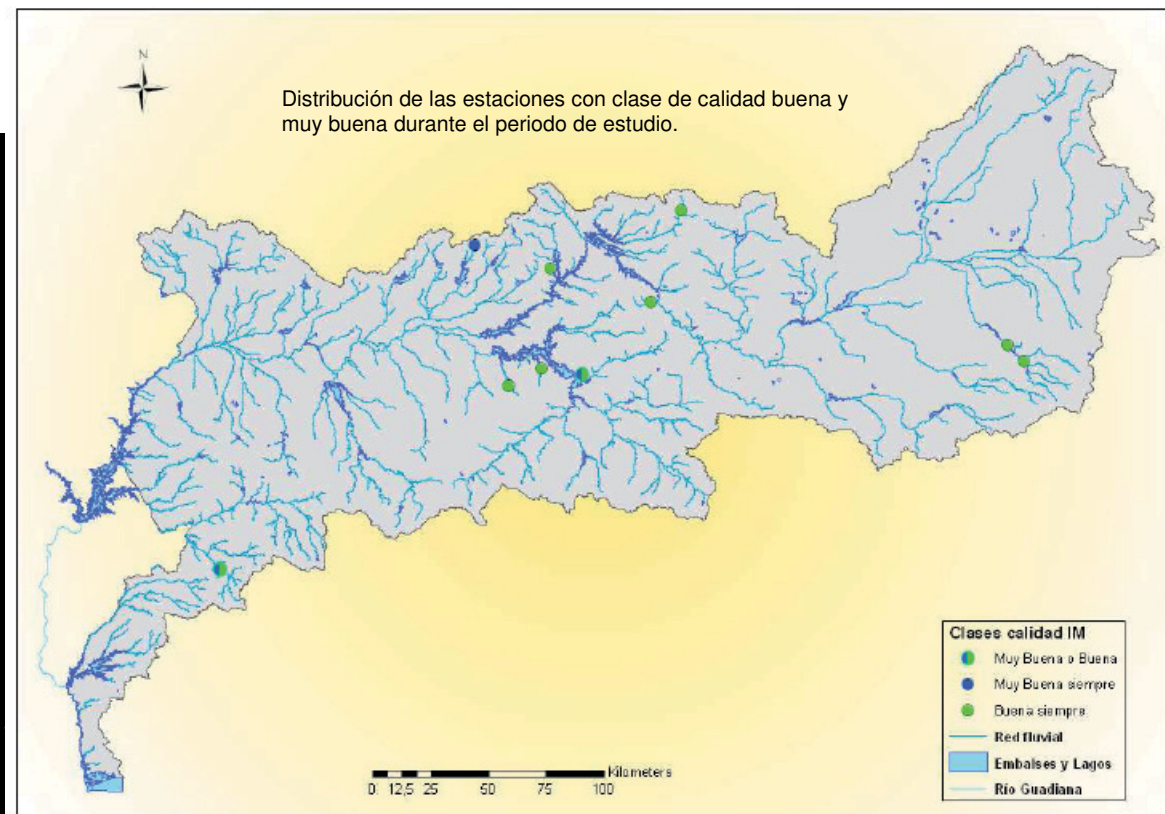 N
Distribución de las estaciones con clase de calidad buena y
muy buena durante el periodo de estudio.
Clases calidad IM
Muy Buena o Buena
Muy Buena siempre
Buena siempre
Red fluvial
Embalses y Lagos
Río Guadiana
Kilometers
0 12,5 25 50 75 100